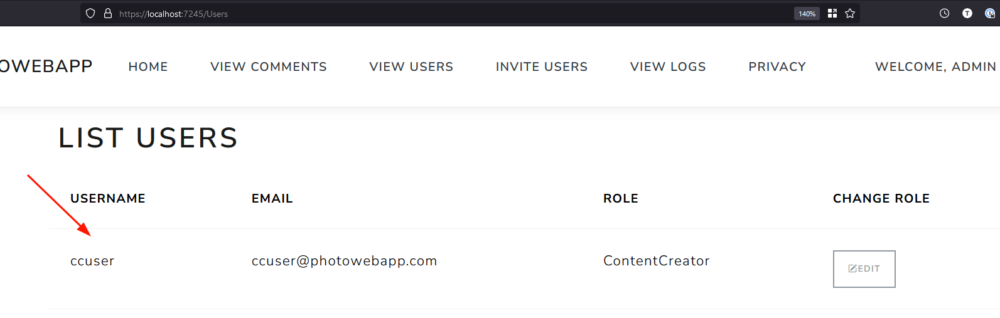 https://localhost:7245/Users 140% T
OWEBAPP HOME VIEW COMMENTS VIEW USERS INVITE USERS VIEW LOGS PRIVACY WELCOME, ADMIN
LIST USERS
USERNAME EMAIL ROLE CHANGE ROLE
ccuser ccuser@photowebapp.com ContentCreator EDIT